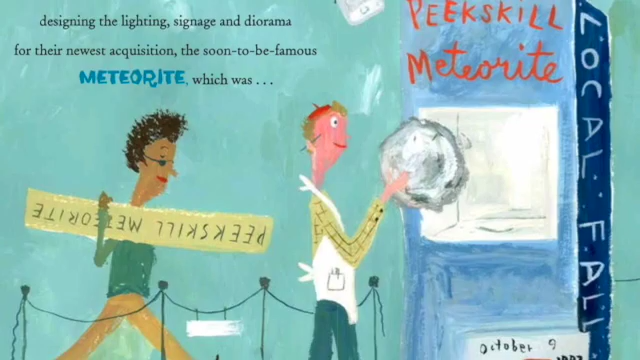 designing the lighting, signage and diorama
for their newest acquisition, the soon-to-be-famous
METEORITE, which was . . .
PEEKSKILL
Meteorite
LOCAL FALL
PEEKSKILL METEORITE
October 9